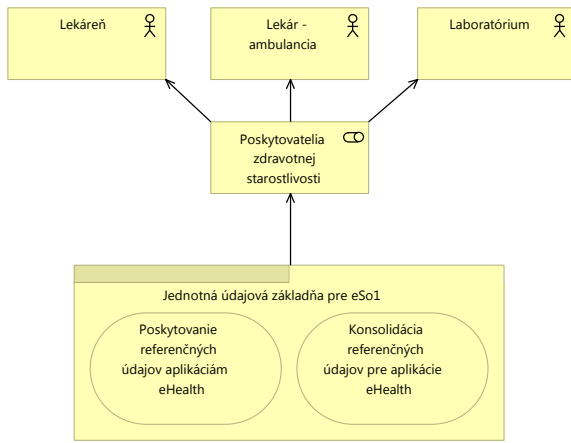 Lekáreň
Lekár -
ambulancia
Laboratórium
Poskytovatelia
zdravotnej
starostlivosti
Jednotná údajová základňa pre eSo1
Poskytovanie
referenčných
údajov aplikáciám
eHealth
Konsolidácia
referenčných
údajov pre aplikácie
eHealth